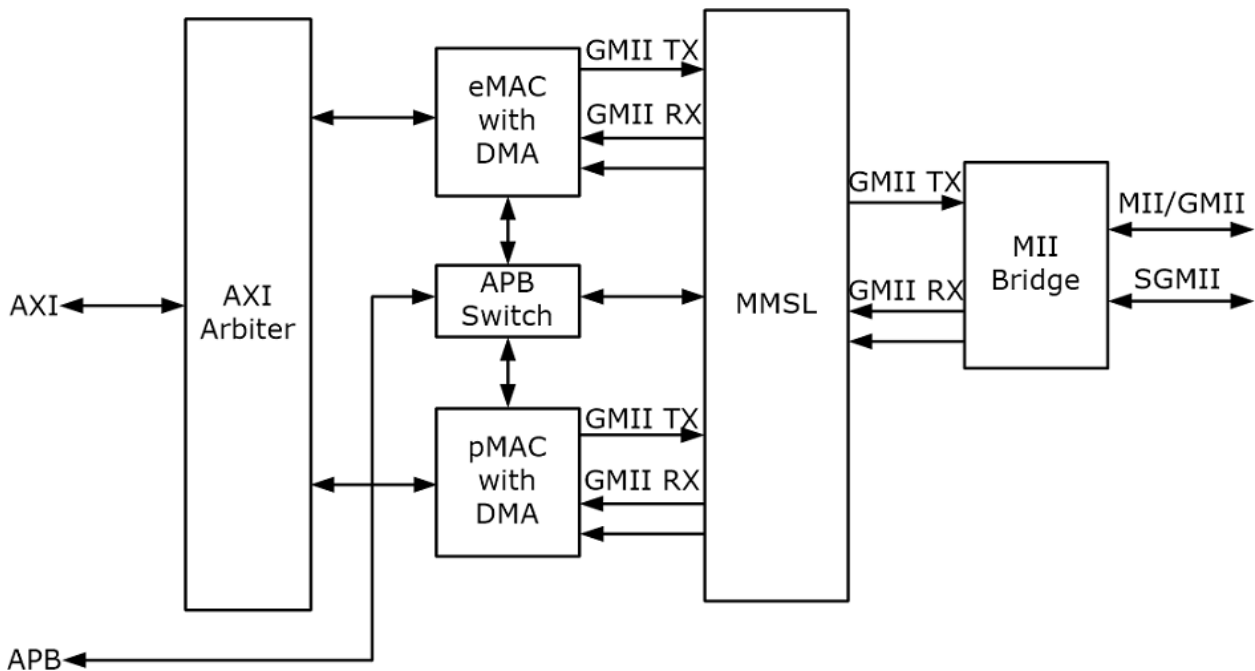 GMII TX
eMAC
with
DMA
GMII RX
GMII TX
MII/GMII
MII
Bridge
SGMII
AXI
AXI
Arbiter
APB
Switch
MMSL
GMII RX
GMII TX
pMAC
with
DMA
GMII RX
APB